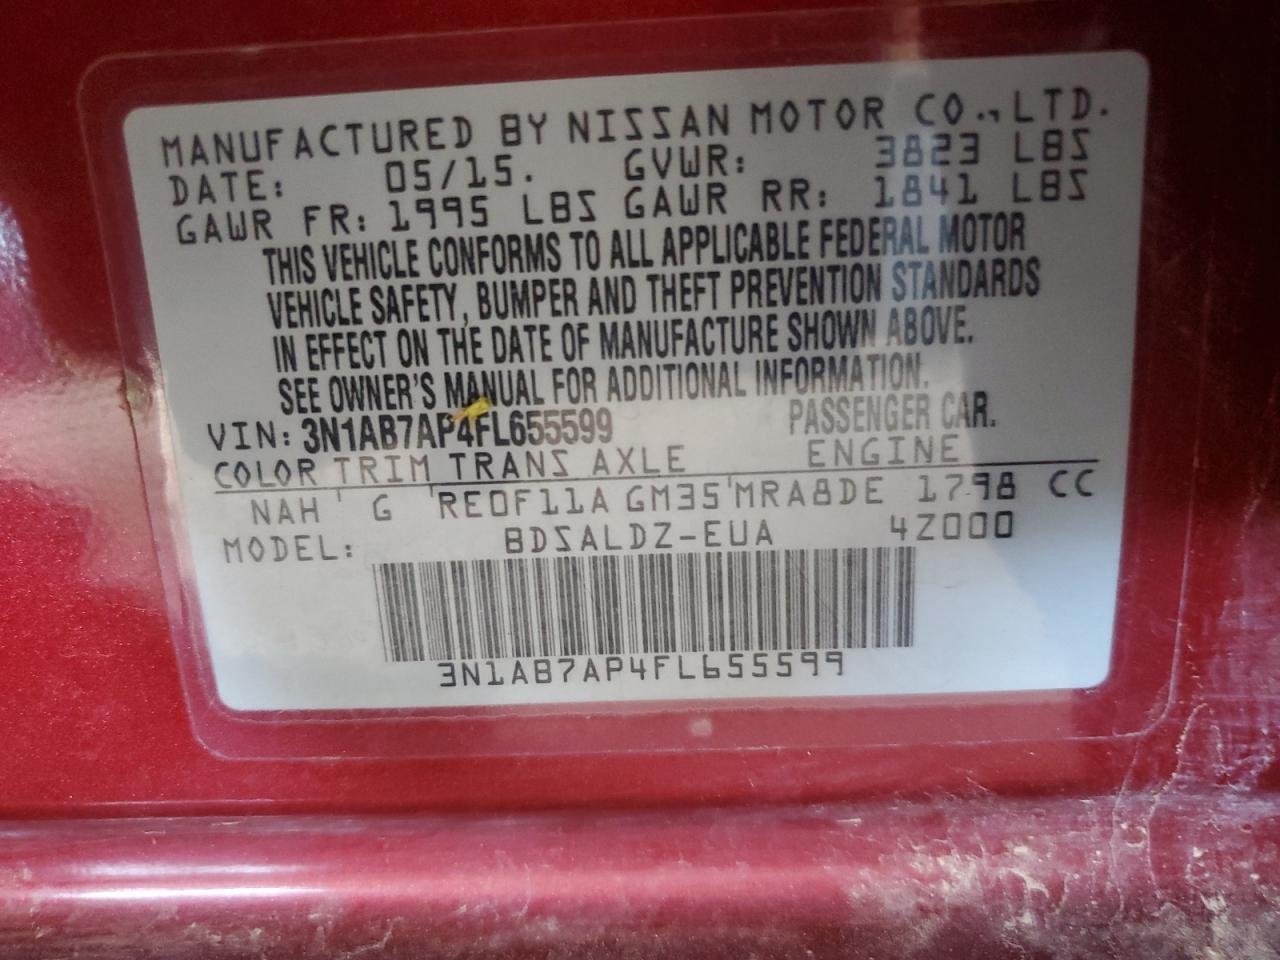 MANUFACTURED BY NISSAN MOTOR CO.,LTD.
DATE: 05/15. GVWR: 3823 LBS
GAWR FR: 1995 LBS GAWR RR: 1841 LBS
THIS VEHICLE CONFORMS TO ALL APPLICABLE FEDERAL MOTOR
VEHICLE SAFETY, BUMPER AND THEFT PREVENTION STANDARDS
IN EFFECT ON THE DATE OF MANUFACTURE SHOWN ABOVE.
SEE OWNER'S MANUAL FOR ADDITIONAL INFORMATION.
VIN: 3N1AB7AP4FL655599 PASSENGER CAR.
COLOR TRIM TRANS AXLE ENGINE
NAH ' G 'RE0F11A GM35'MRA8DE 1798 CC
MODEL: BDSALDZ-EUA 4Z000
3N1AB7AP4FL655599